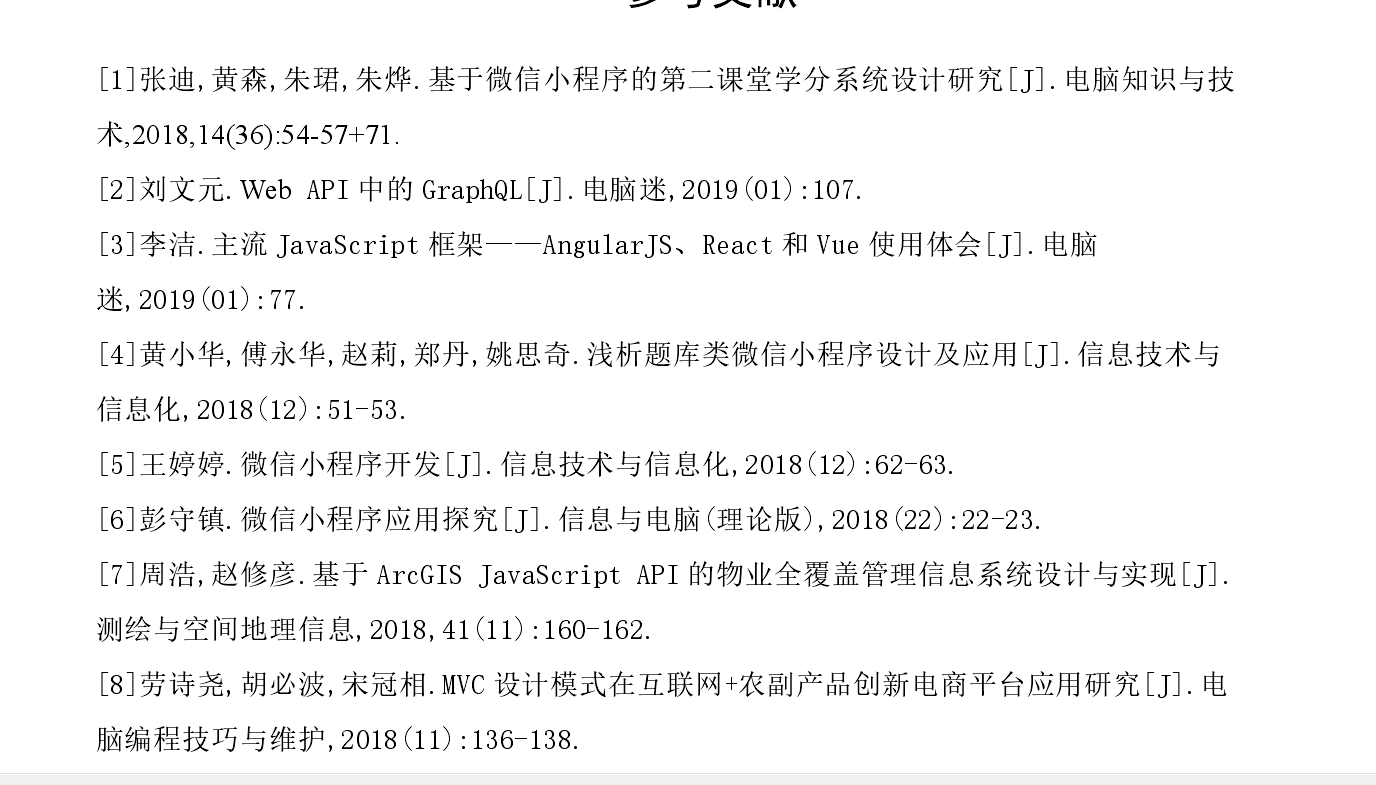 参考文献
[1]张迪,黄森,朱珺,朱烨.基于微信小程序的第二课堂学分系统设计研究[J].电脑知识与技
术,2018,14(36):54-57+71.
[2]刘文元.Web API 中的 GraphQL[J].电脑迷,2019(01):107.
[3]李洁.主流 JavaScript 框架——AngularJS、React 和 Vue 使用体会[J].电脑
迷,2019(01):77.
[4]黄小华,傅永华,赵莉,郑丹,姚思奇.浅析题库类微信小程序设计及应用[J].信息技术与
信息化,2018(12):51-53.
[5]王婷婷.微信小程序开发[J].信息技术与信息化,2018(12):62-63.
[6]彭守镇.微信小程序应用探究[J].信息与电脑(理论版),2018(22):22-23.
[7]周浩,赵修彦.基于 ArcGIS JavaScript API 的物业全覆盖管理信息系统设计与实现[J].
测绘与空间地理信息,2018,41(11):160-162.
[8]劳诗尧,胡必波,宋冠相.MVC 设计模式在互联网+农副产品创新电商平台应用研究[J].电
脑编程技巧与维护,2018(11):136-138.